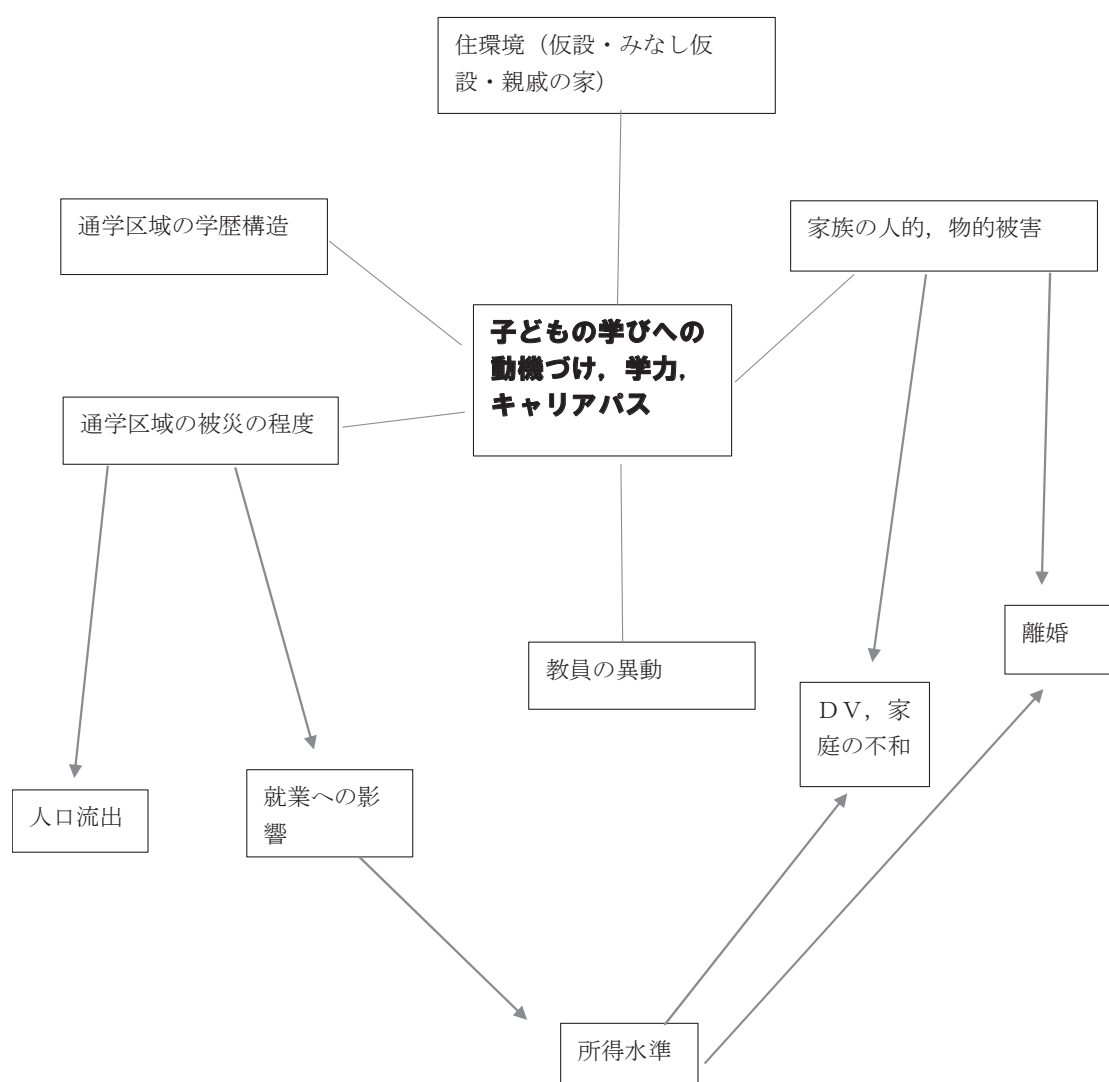 住環境（仮設・みなし仮
設・親戚の家）
通学区域の学歴構造
家族の人的，物的被害
子どもの学びへの
動機づけ，学力，
キャリアパス
通学区域の被災の程度
離婚
教員の異動
ＤＶ，家
庭の不和
人口流出
就業への影
響
所得水準